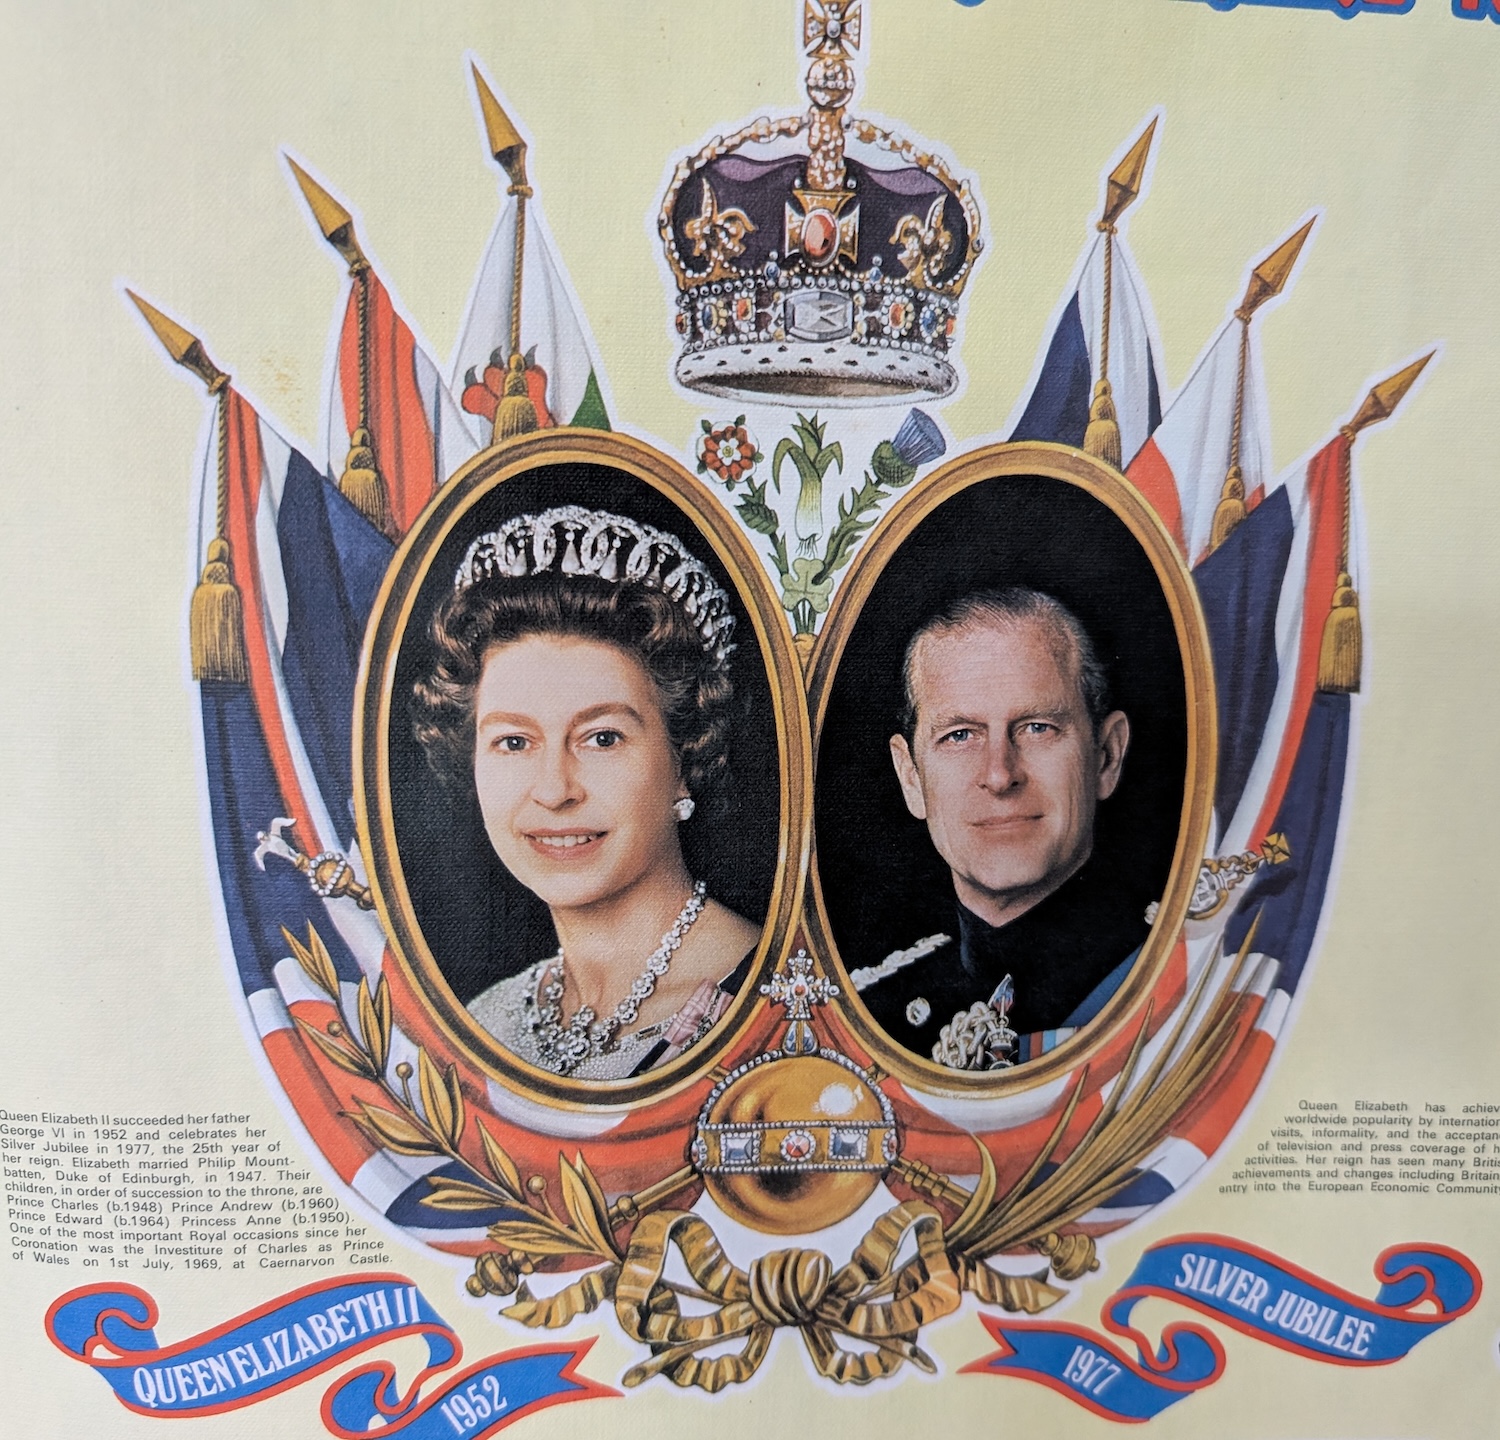 Queen Elizabeth II succeeded her father
George VI in 1952 and celebrates her
Silver Jubilee in 1977, the 25th year of
her reign. Elizabeth married Philip Mount-
batten, Duke of Edinburgh, in 1947. Their
children, in order of succession to the throne, are
Prince Charles (b.1948) Prince Andrew (b.1960)
Prince Edward (b.1964) Princess Anne (b.1950).
One of the most important Royal occasions since her
Coronation was the Investiture of Charles as Prince
of Wales on 1st July, 1969, at Caernarvon Castle.
Queen Elizabeth has achiev
worldwide popularity by internation
visits, informality, and the acceptan
of television and press coverage of h
activities. Her reign has seen many Britis
achievements and changes including Britain
entry into the European Economic Community
QUEEN ELIZABETH II
1952
1977
SILVER JUBILEE